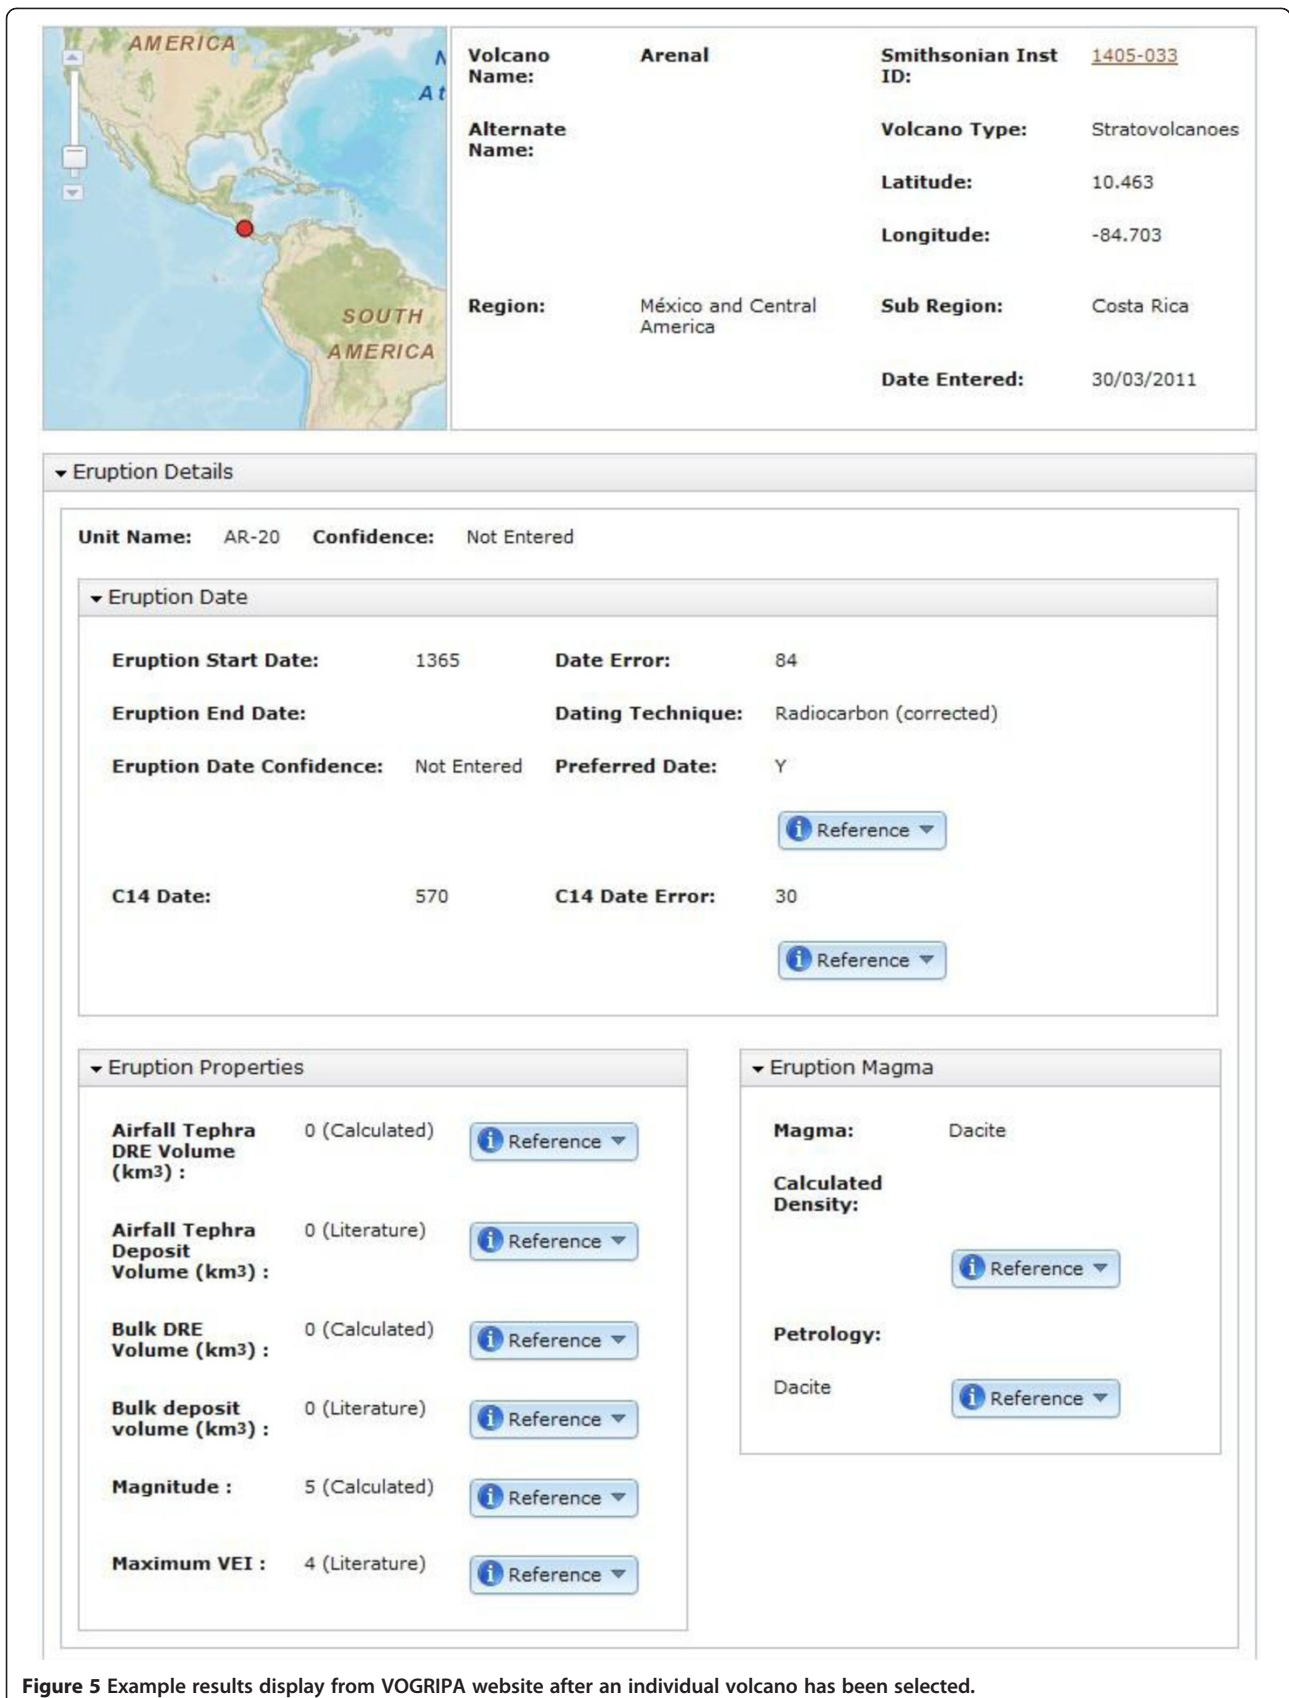 AMERICA
N
At
SOUTH
AMERICA
Volcano Name: Arenal
Smithsonian Inst ID: 1405-033
Alternate Name:
Volcano Type: Stratovolcanoes
Latitude: 10.463
Longitude: -84.703
Region: México and Central America
Sub Region: Costa Rica
Date Entered: 30/03/2011
Eruption Details
Unit Name: AR-20 Confidence: Not Entered
Eruption Date
Eruption Start Date: 1365 Date Error: 84
Eruption End Date: Dating Technique: Radiocarbon (corrected)
Eruption Date Confidence: Not Entered Preferred Date: Y
Reference
C14 Date: 570 C14 Date Error: 30
Reference
Eruption Properties
Airfall Tephra DRE Volume (km3) : 0 (Calculated) Reference
Airfall Tephra Deposit Volume (km3) : 0 (Literature) Reference
Bulk DRE Volume (km3) : 0 (Calculated) Reference
Bulk deposit volume (km3) : 0 (Literature) Reference
Magnitude : 5 (Calculated) Reference
Maximum VEI : 4 (Literature) Reference
Eruption Magma
Magma: Dacite
Calculated Density:
Reference
Petrology:
Dacite Reference
Figure 5 Example results display from VOGRIPA website after an individual volcano has been selected.